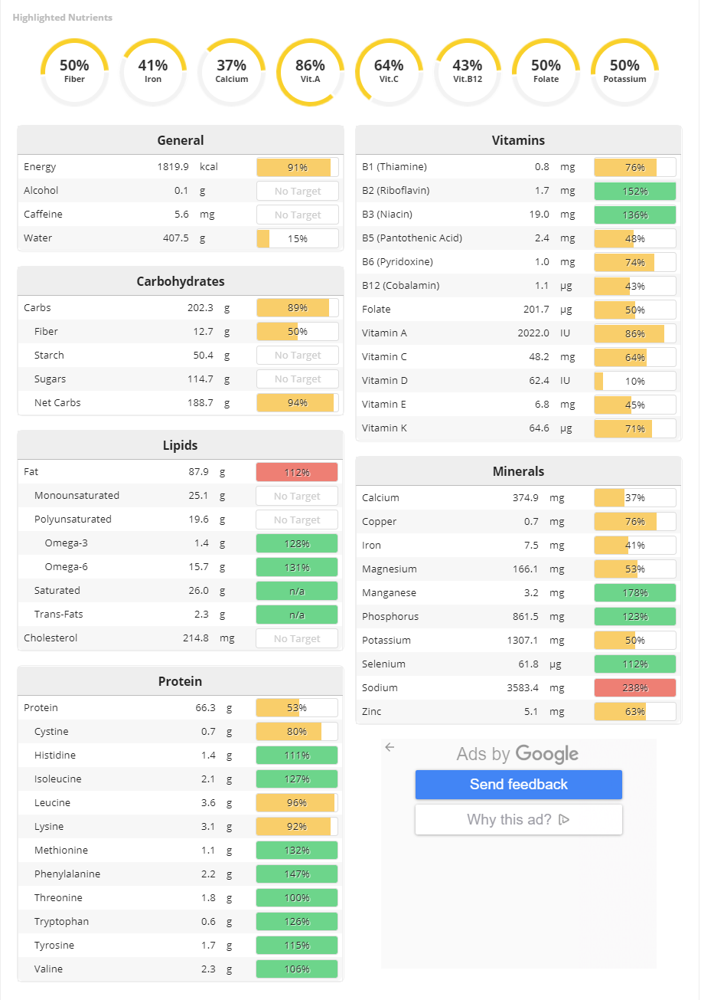 Highlighted Nutrients
50%
Fiber
41%
Iron
37%
Calcium
86%
Vit.A
64%
Vit.C
43%
Vit.B12
50%
Folate
50%
Potassium
General
Energy 1819.9 kcal 91%
Alcohol 0.1 g No Target
Caffeine 5.6 mg No Target
Water 407.5 g 15%
Carbohydrates
Carbs 202.3 g 89%
Fiber 12.7 g 50%
Starch 50.4 g No Target
Sugars 114.7 g No Target
Net Carbs 188.7 g 94%
Lipids
Fat 87.9 g 112%
Monounsaturated 25.1 g No Target
Polyunsaturated 19.6 g No Target
Omega-3 1.4 g 128%
Omega-6 15.7 g 131%
Saturated 26.0 g n/a
Trans-Fats 2.3 g n/a
Cholesterol 214.8 mg No Target
Protein
Protein 66.3 g 53%
Cystine 0.7 g 80%
Histidine 1.4 g 111%
Isoleucine 2.1 g 127%
Leucine 3.6 g 96%
Lysine 3.1 g 92%
Methionine 1.1 g 132%
Phenylalanine 2.2 g 147%
Threonine 1.8 g 100%
Tryptophan 0.6 g 126%
Tyrosine 1.7 g 115%
Valine 2.3 g 106%
Vitamins
B1 (Thiamine) 0.8 mg 76%
B2 (Riboflavin) 1.7 mg 152%
B3 (Niacin) 19.0 mg 136%
B5 (Pantothenic Acid) 2.4 mg 48%
B6 (Pyridoxine) 1.0 mg 74%
B12 (Cobalamin) 1.1 µg 43%
Folate 201.7 µg 50%
Vitamin A 2022.0 IU 86%
Vitamin C 48.2 mg 64%
Vitamin D 62.4 IU 10%
Vitamin E 6.8 mg 45%
Vitamin K 64.6 µg 71%
Minerals
Calcium 374.9 mg 37%
Copper 0.7 mg 76%
Iron 7.5 mg 41%
Magnesium 166.1 mg 53%
Manganese 3.2 mg 178%
Phosphorus 861.5 mg 123%
Potassium 1307.1 mg 50%
Selenium 61.8 µg 112%
Sodium 3583.4 mg 238%
Zinc 5.1 mg 63%
Ads by Google
Send feedback
Why this ad?